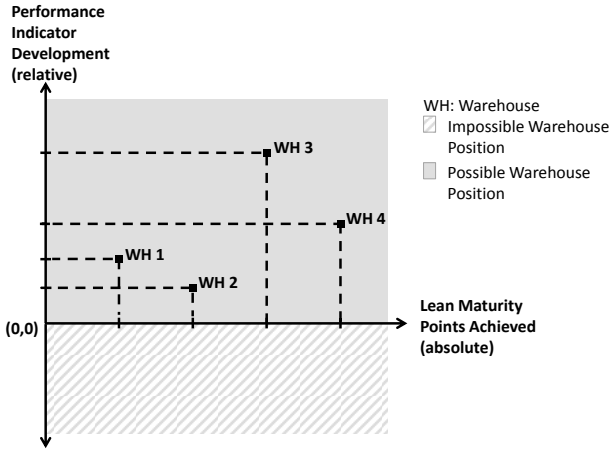 Performance
Indicator
Development
(relative)
WH: Warehouse
Impossible Warehouse
Position
Possible Warehouse
Position
WH 3
WH 4
WH 1
WH 2
(0,0)
Lean Maturity
Points Achieved
(absolute)